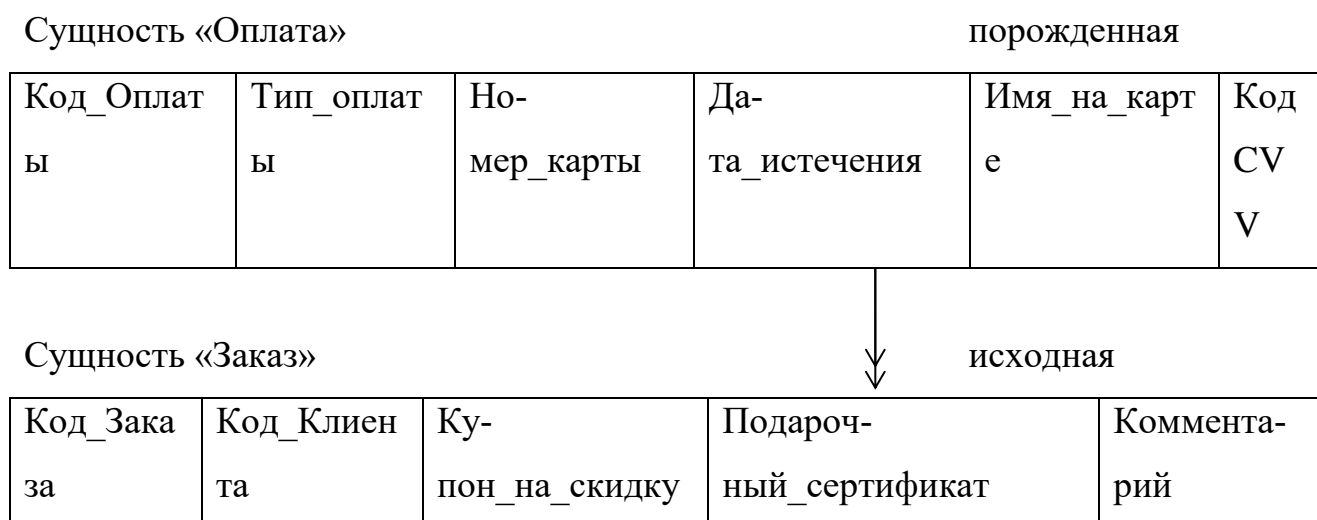 Сущность «Оплата» порожденная
Код_Оплат Тип_оплат Но- Да- Имя_на_карт Код
ы ы мер_карты та_истечения е CV
V
Сущность «Заказ» исходная
Код_Зака Код_Клиен Ку- Подароч- Коммента-
за та пон_на_скидку ный_сертификат рий